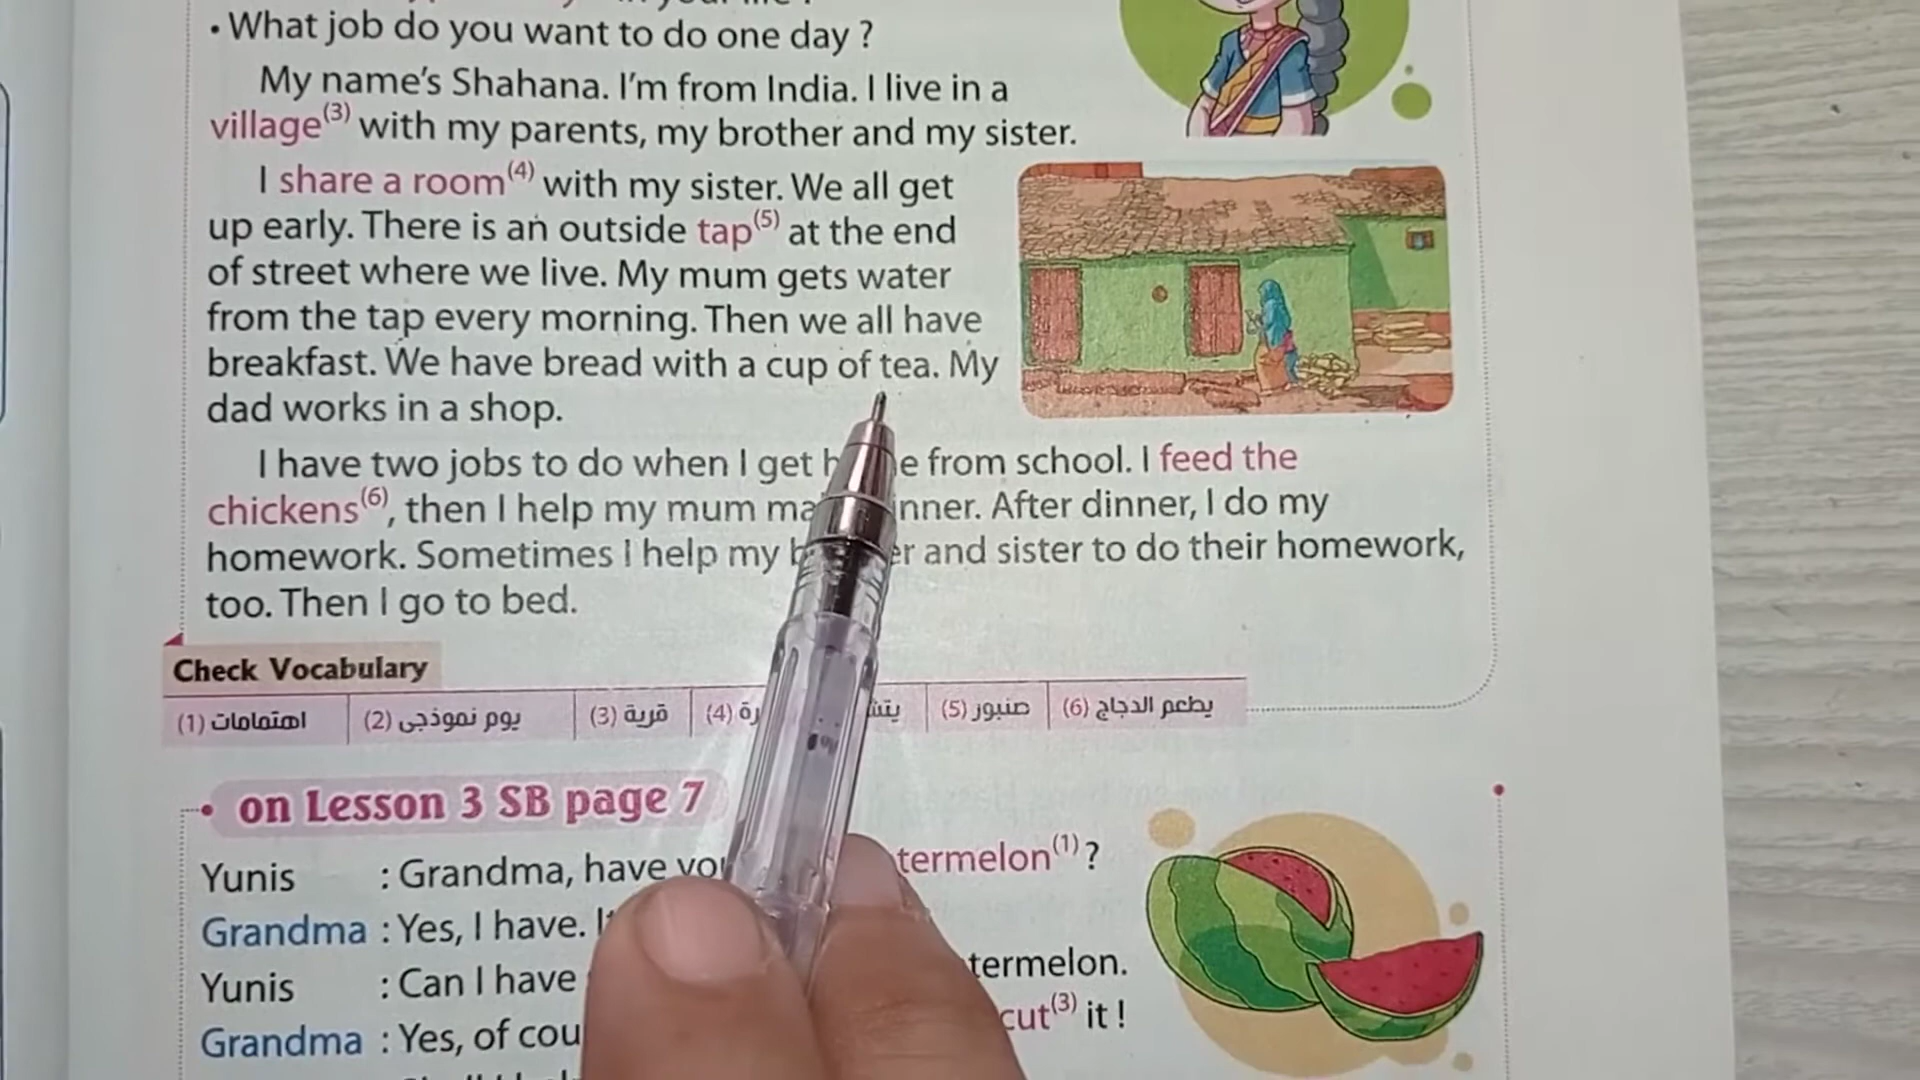 • What job do you want to do one day ?
My name's Shahana. I'm from India. I live in a
village(3) with my parents, my brother and my sister.
I share a room(4) with my sister. We all get
up early. There is an outside tap(5) at the end
of street where we live. My mum gets water
from the tap every morning. Then we all have
breakfast. We have bread with a cup of tea. My
dad works in a shop.
I have two jobs to do when I get from school. I feed the
chickens(6), then I help my mum After dinner, I do my
homework. Sometimes I help my and sister to do their homework,
too. Then I go to bed.
Check Vocabulary
(1) اهتمامات (2) يوم نموذجى (3) قرية (4) (5) صنبور (6) يطعم الدجاج
• on Lesson 3 SB page 7
Yunis : Grandma, have (1) ?
Grandma : Yes, I have.
Yunis : Can I have
Grandma : Yes, of cut(3) it !